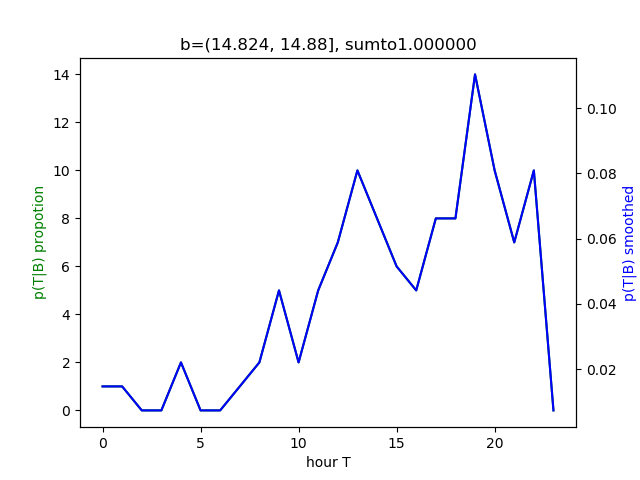 b=(14.824, 14.88], sumto1.000000
14
12
10
8
6
4
2
0
p(T|B) propotion
0.10
0.08
0.06
0.04
0.02
p(T|B) smoothed
0 5 10 15 20
hour T